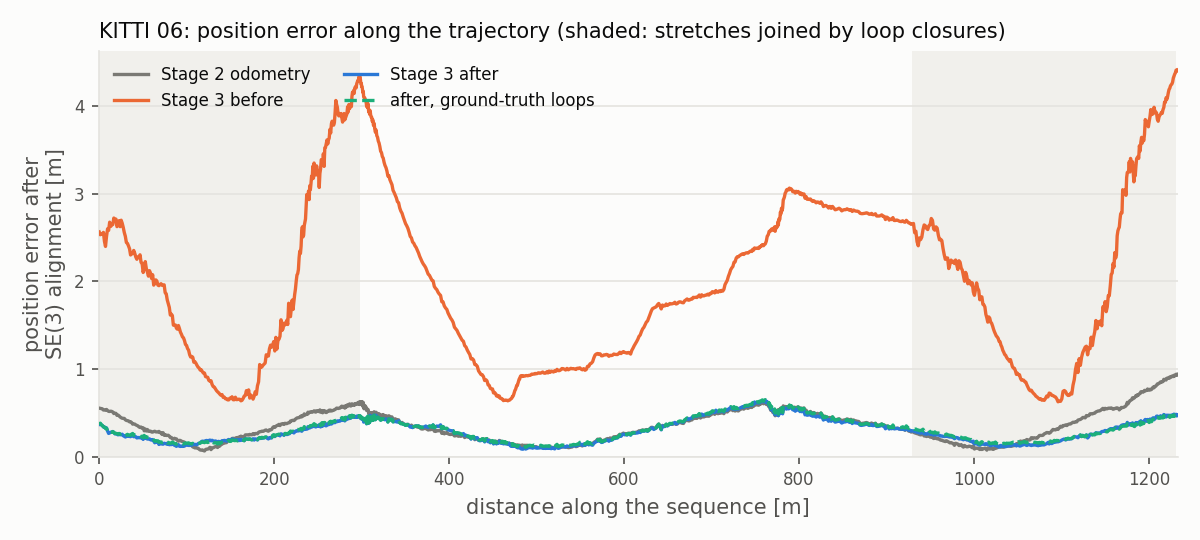 KITTI 06: position error along the trajectory (shaded: stretches joined by loop closures)
Stage 2 odometry
Stage 3 before
Stage 3 after
after, ground-truth loops
position error after
SE(3) alignment [m]
4
3
2
1
0
0 200 400 600 800 1000 1200
distance along the sequence [m]